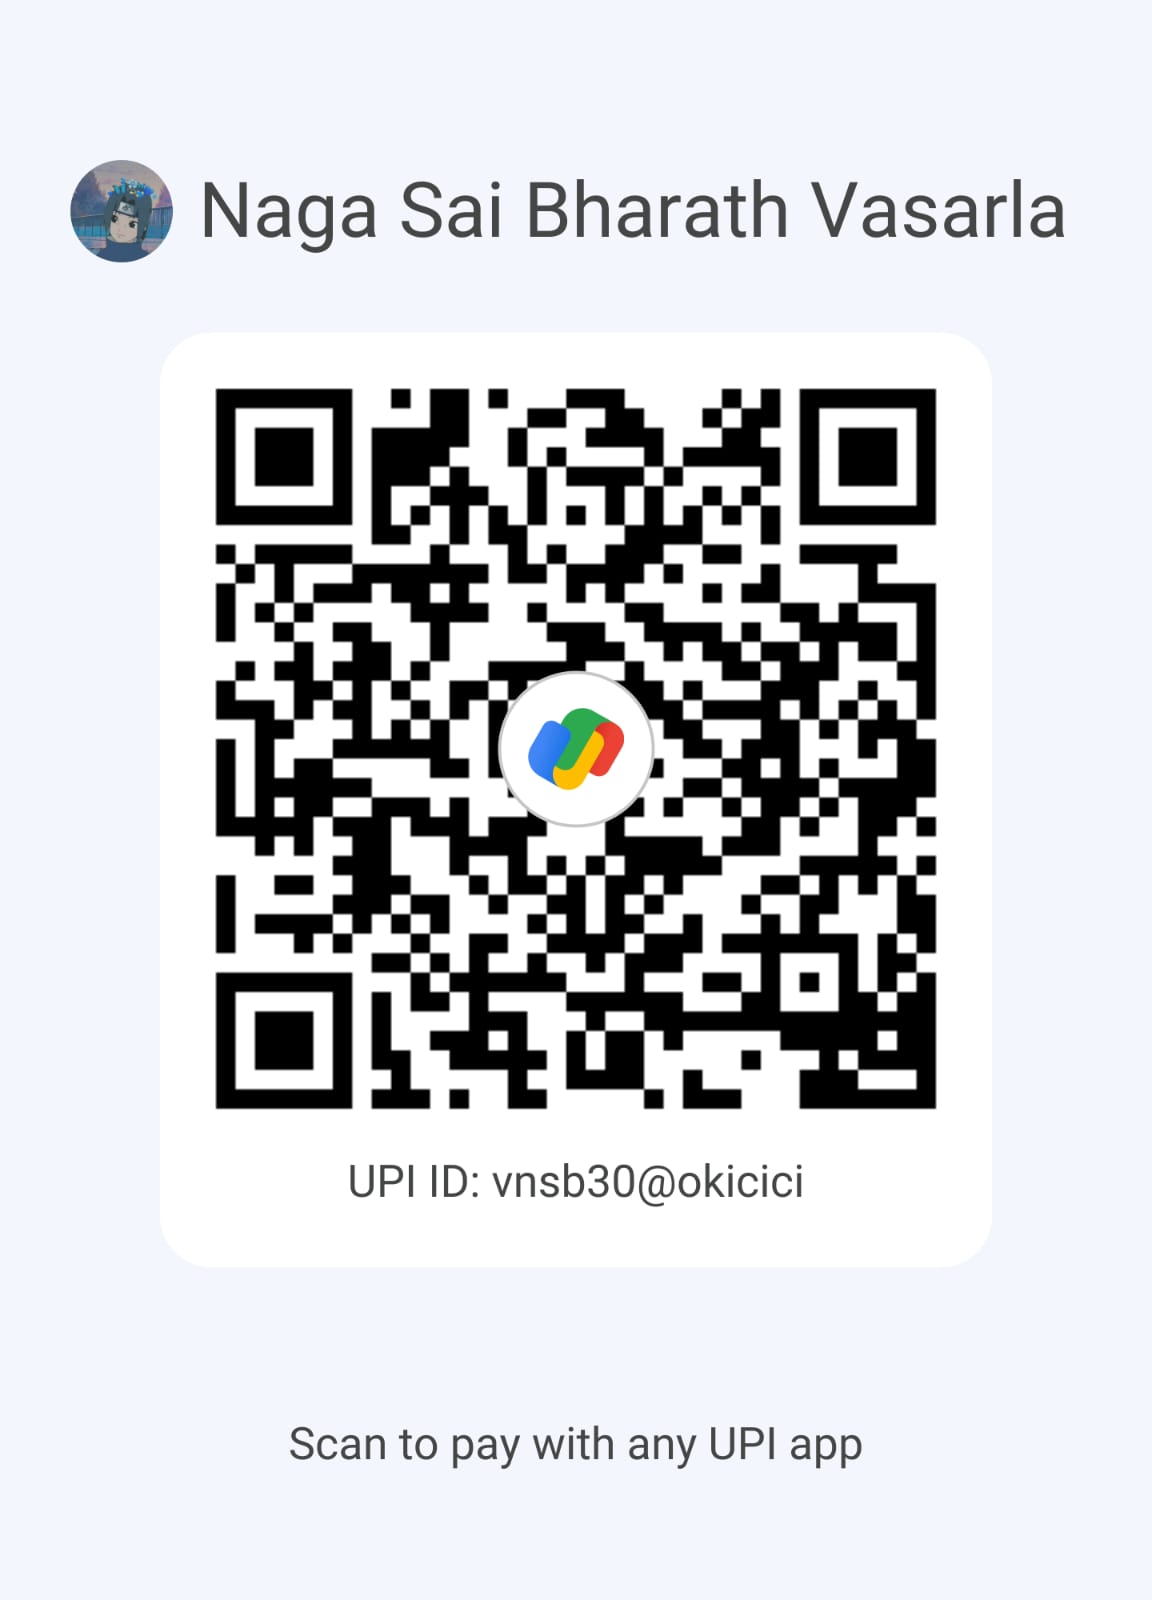 Naga Sai Bharath Vasarla
UPI ID: vnsb30@okicici
Scan to pay with any UPI app